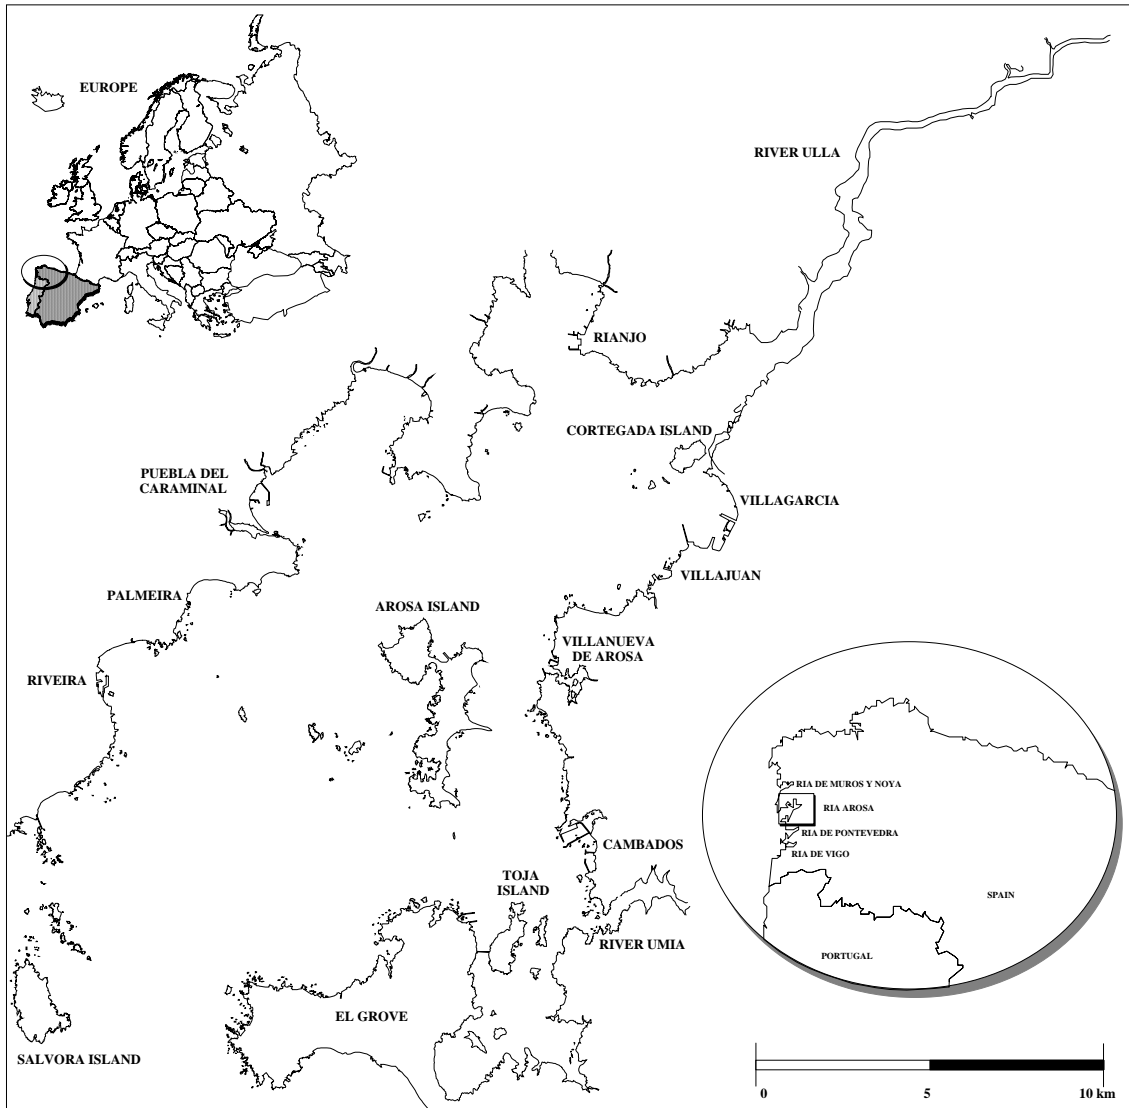 EUROPE
RIVER ULLA
RIANJO
CORTEGADA ISLAND
PUEBLA DEL
CARAMINAL
VILLAGARCIA
VILLAJUAN
PALMEIRA
AROSA ISLAND
VILLANUEVA
DE AROSA
RIVEIRA
CAMBADOS
TOJA
ISLAND
RIVER UMIA
EL GROVE
SALVORA ISLAND
RIA DE MUROS Y NOYA
RIA AROSA
RIA DE PONTEVEDRA
RIA DE VIGO
SPAIN
PORTUGAL
0 5 10 km